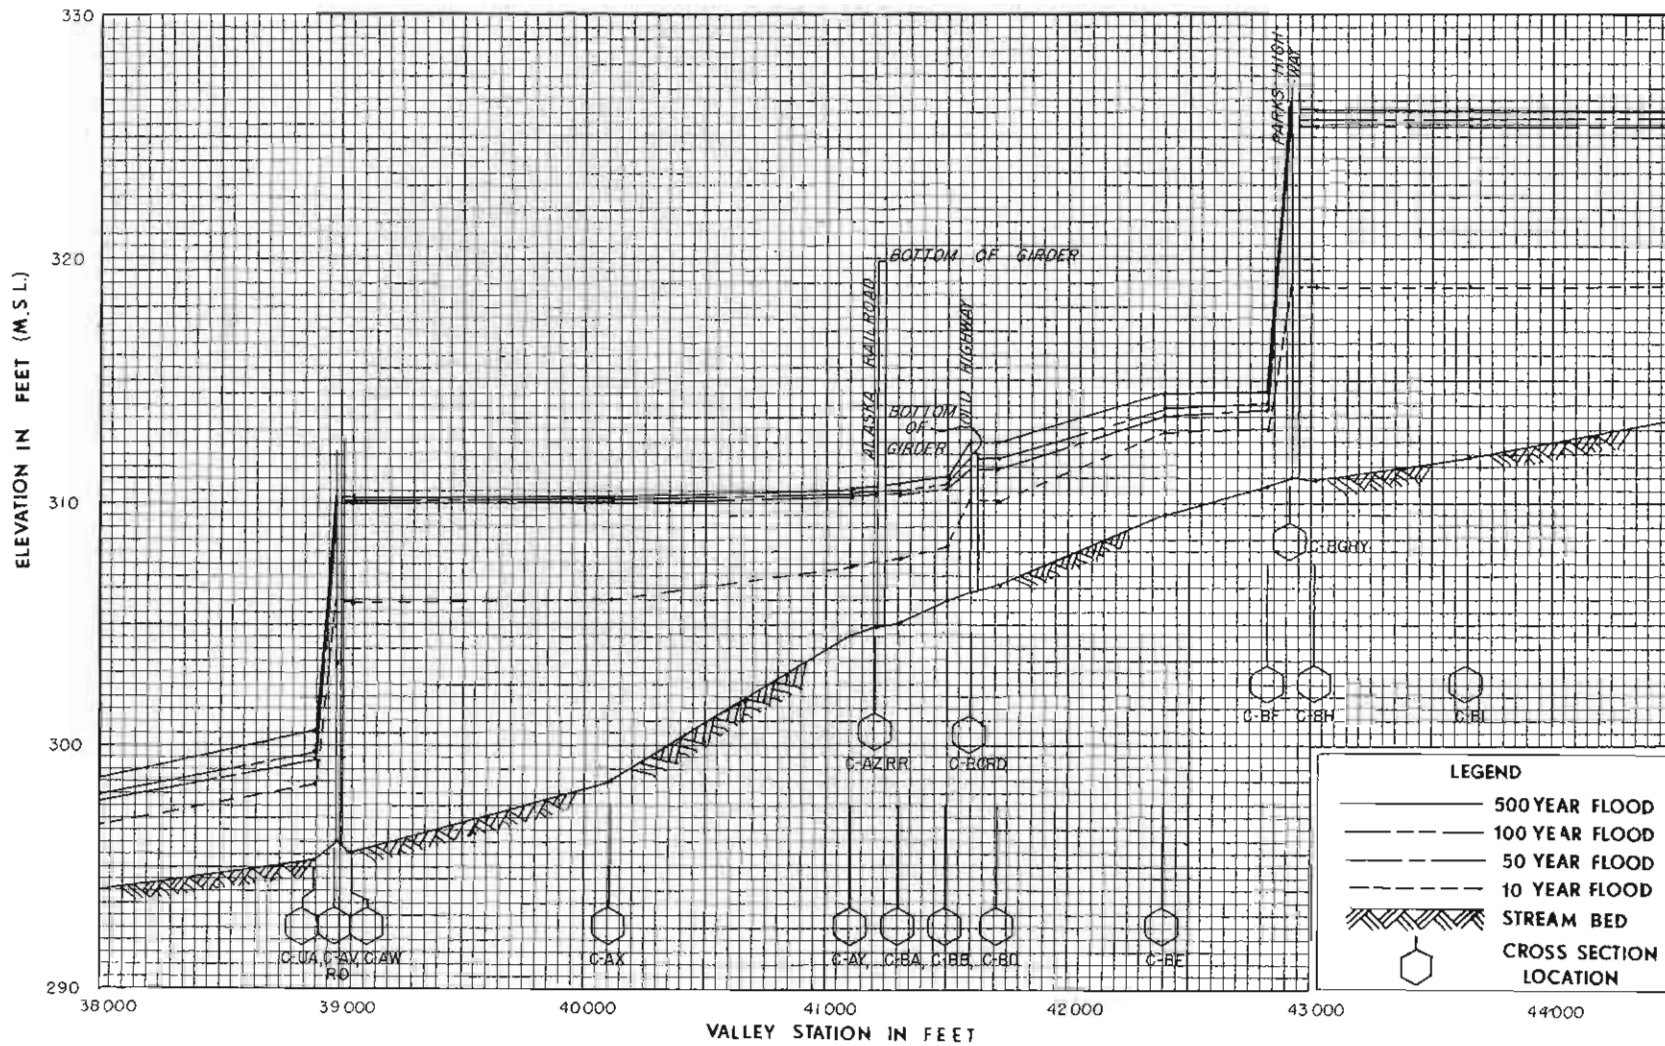 330
320
310
300
290
ELEVATION IN FEET (M.S.L.)
PARKS HIGH
WAY
BOTTOM OF GIRDER
ALASKA RAILROAD
OLD HIGHWAY
BOTTOM
OF
GIRDER
C-BGHY
C-BF
C-BH
C-BI
C-AZRR
C-BCRD
C-UA, C-AV, C-AW
RD
C-AX
C-AY, C-BA, C-BB, C-BD
C-BE
38000
39000
40000
41000
42000
43000
44000
VALLEY STATION IN FEET
LEGEND
500 YEAR FLOOD
100 YEAR FLOOD
50 YEAR FLOOD
10 YEAR FLOOD
STREAM BED
CROSS SECTION
LOCATION